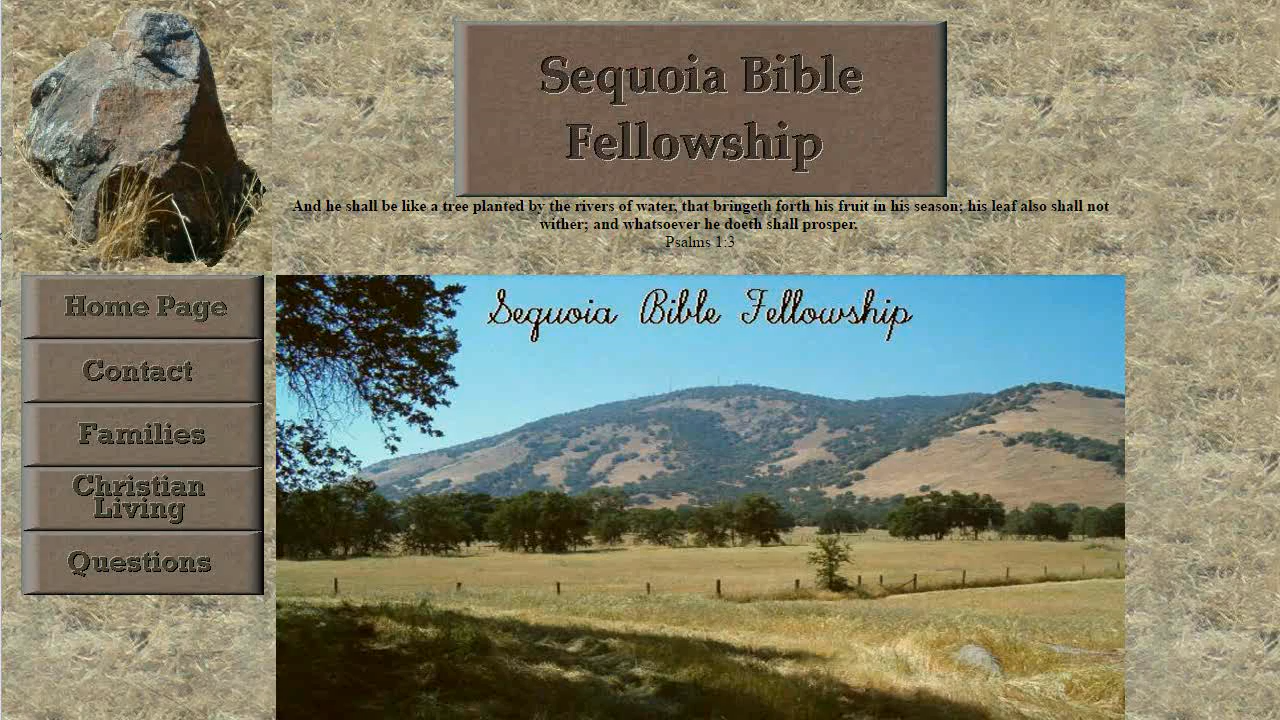 Sequoia Bible
Fellowship
And he shall be like a tree planted by the rivers of water, that bringeth forth his fruit in his season; his leaf also shall not
wither; and whatsoever he doeth shall prosper.
Psalms 1:3
Home Page
Contact
Families
Christian
Living
Questions
Sequoia Bible Fellowship